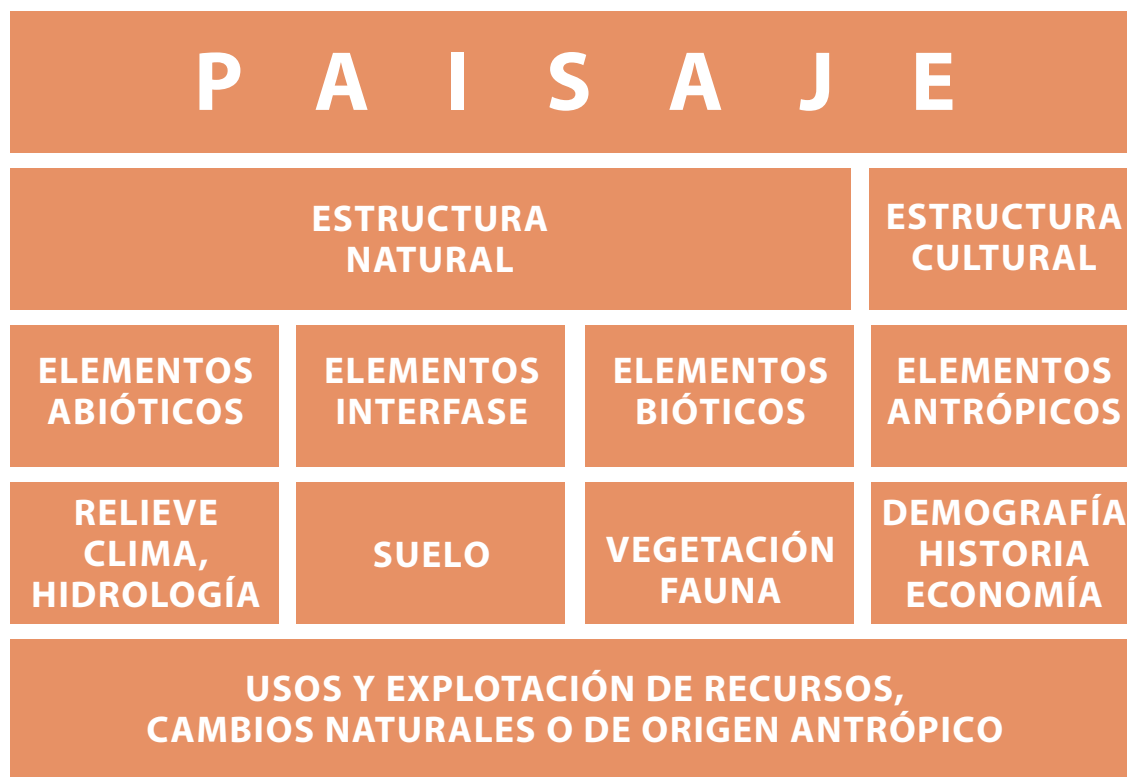 PAISAJE
ESTRUCTURA
NATURAL
ESTRUCTURA
CULTURAL
ELEMENTOS
ABIÓTICOS
ELEMENTOS
INTERFASE
ELEMENTOS
BIÓTICOS
ELEMENTOS
ANTRÓPICOS
RELIEVE
CLIMA,
HIDROLOGÍA
SUELO
VEGETACIÓN
FAUNA
DEMOGRAFÍA
HISTORIA
ECONOMÍA
USOS Y EXPLOTACIÓN DE RECURSOS,
CAMBIOS NATURALES O DE ORIGEN ANTRÓPICO